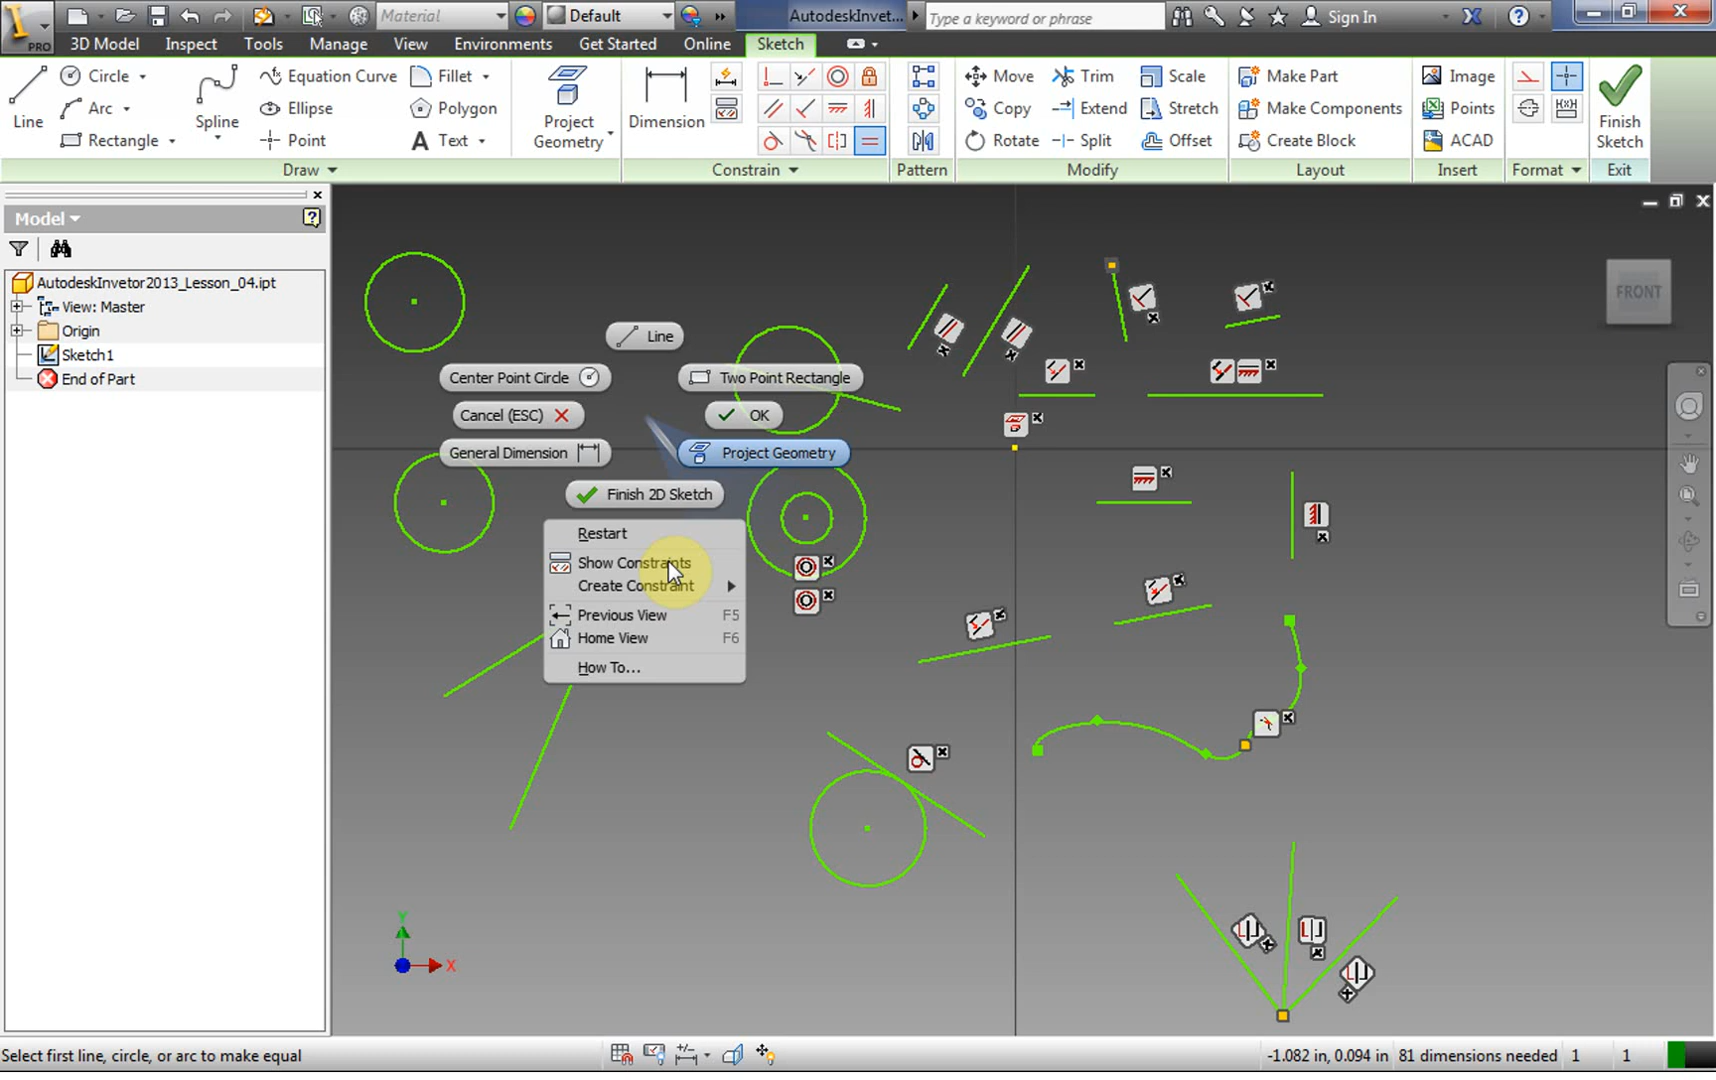 PRO
Material
Default
AutodeskInvet...
Type a keyword or phrase
Sign In
3D Model
Inspect
Tools
Manage
View
Environments
Get Started
Online
Sketch
Line
Circle
Arc
Rectangle
Spline
Equation Curve
Ellipse
Point
Fillet
Polygon
Text
Project
Geometry
Dimension
Move
Copy
Rotate
Trim
Extend
Split
Scale
Stretch
Offset
Make Part
Make Components
Create Block
Image
Points
ACAD
Finish
Sketch
Draw
Constrain
Pattern
Modify
Layout
Insert
Format
Exit
Model
AutodeskInvetor2013_Lesson_04.ipt
View: Master
Origin
Sketch1
End of Part
FRONT
Line
Center Point Circle
Two Point Rectangle
Cancel (ESC)
OK
General Dimension
Project Geometry
Finish 2D Sketch
Restart
Show Constraints
Create Constraint
Previous View F5
Home View F6
How To...
Y
X
Select first line, circle, or arc to make equal
-1.082 in, 0.094 in 81 dimensions needed 1 1